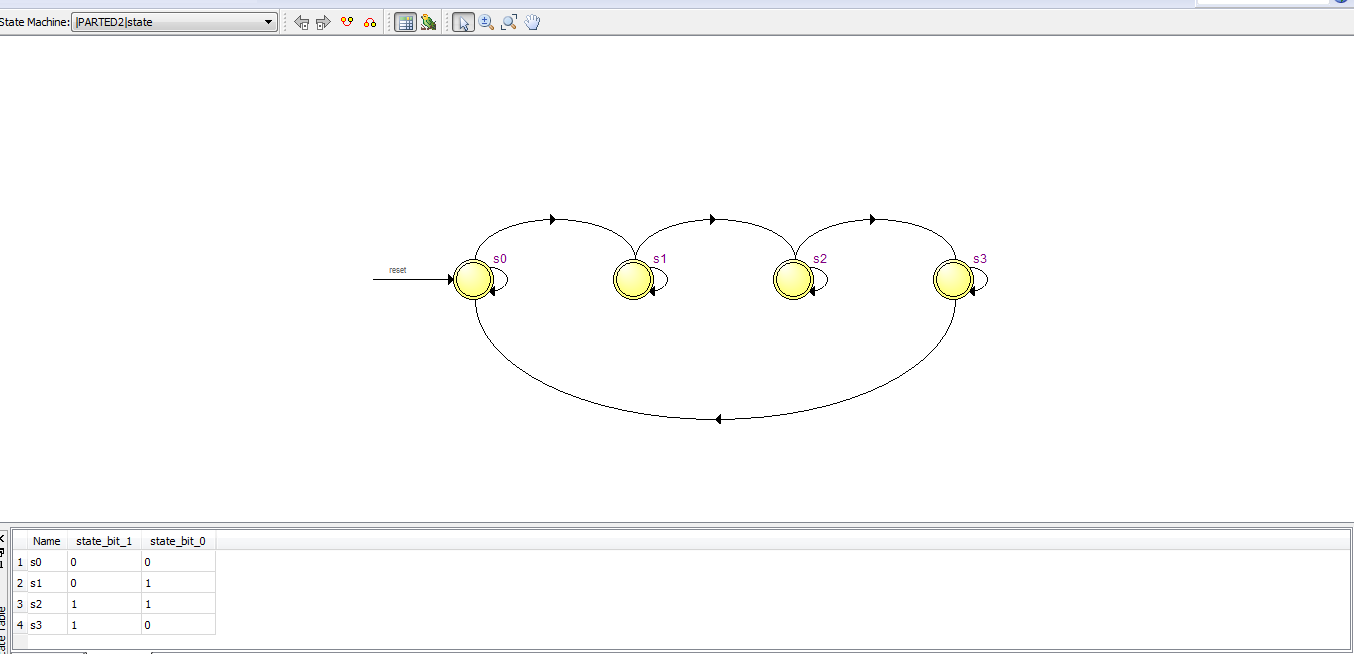 State Machine: |PARTED2|state
reset
s0
s1
s2
s3
Name state_bit_1 state_bit_0
1 s0 0 0
2 s1 0 1
3 s2 1 1
4 s3 1 0